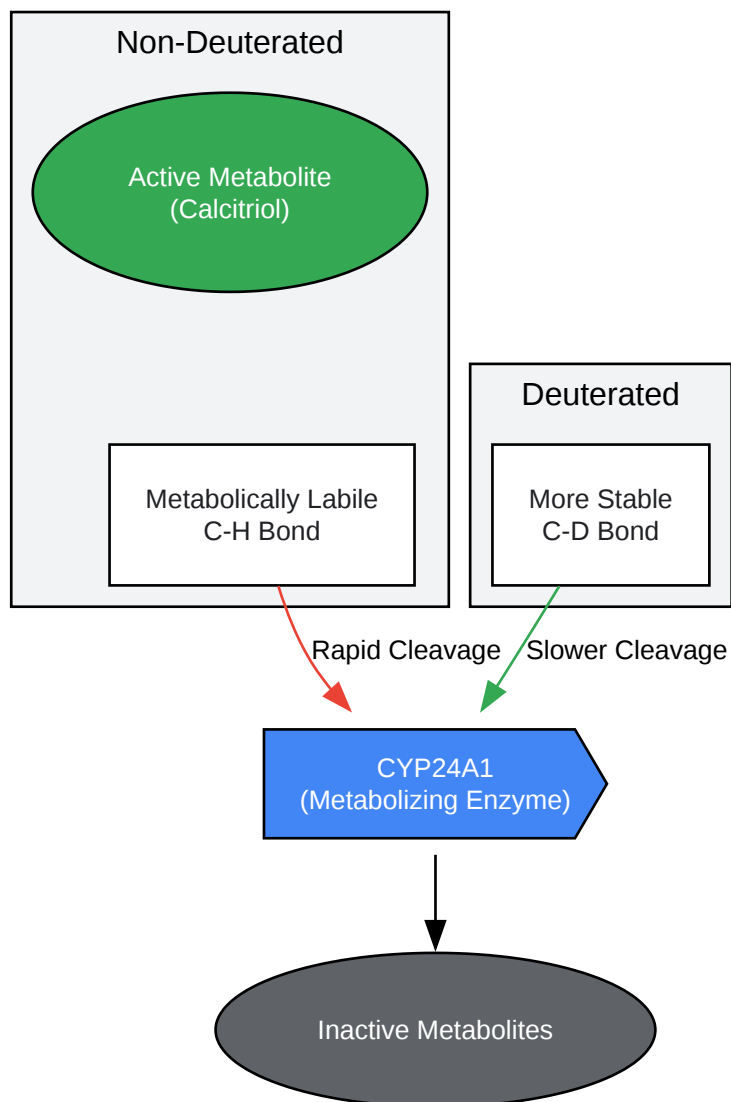 Non-Deuterated
Active Metabolite
(Calcitriol)
Deuterated
Metabolically Labile
C-H Bond
More Stable
C-D Bond
Rapid Cleavage
Slower Cleavage
CYP24A1
(Metabolizing Enzyme)
Inactive Metabolites